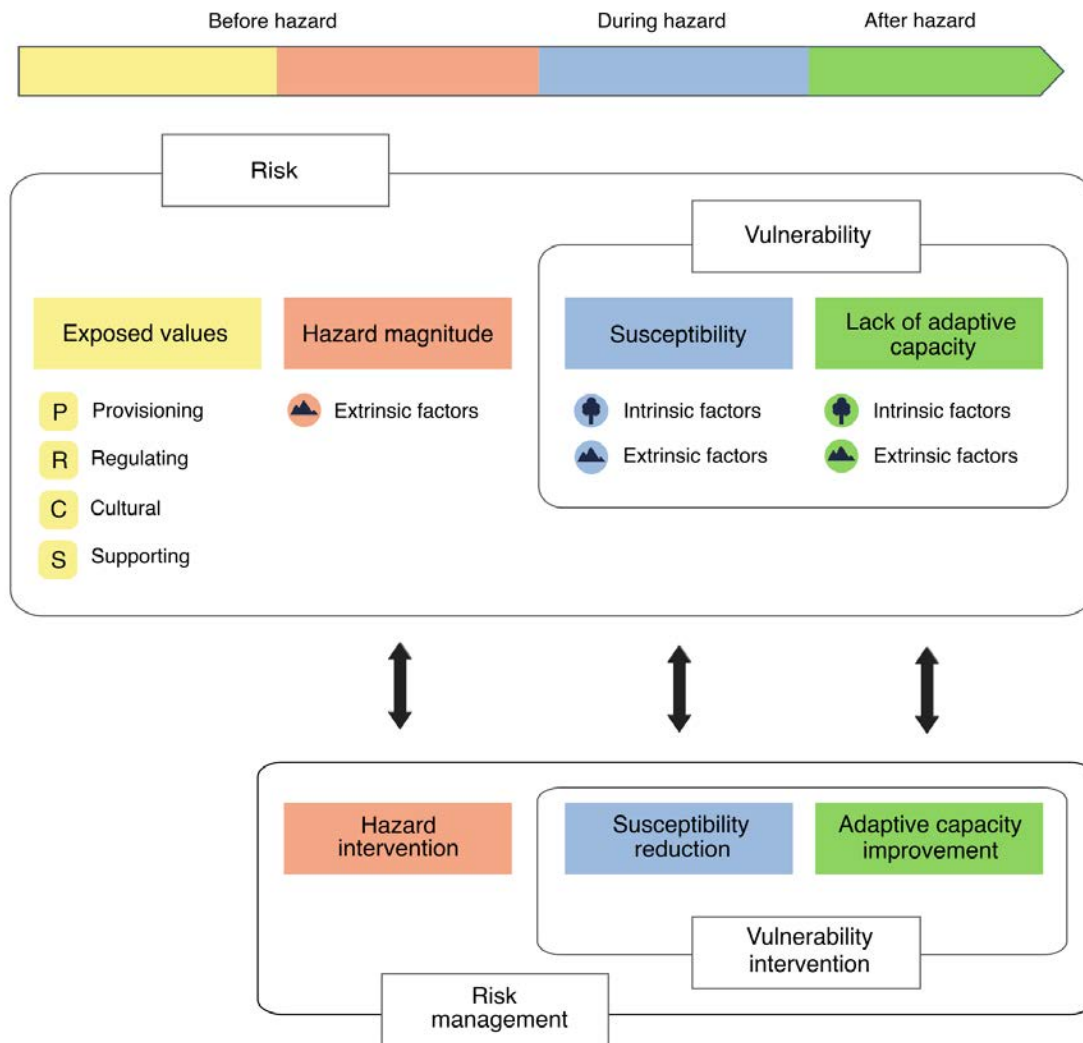 Before hazard
During hazard
After hazard
Risk
Vulnerability
Exposed values
Hazard magnitude
Susceptibility
Lack of adaptive
capacity
P Provisioning
R Regulating
C Cultural
S Supporting
Extrinsic factors
Intrinsic factors
Extrinsic factors
Intrinsic factors
Extrinsic factors
Hazard
intervention
Susceptibility
reduction
Adaptive capacity
improvement
Vulnerability
intervention
Risk
management